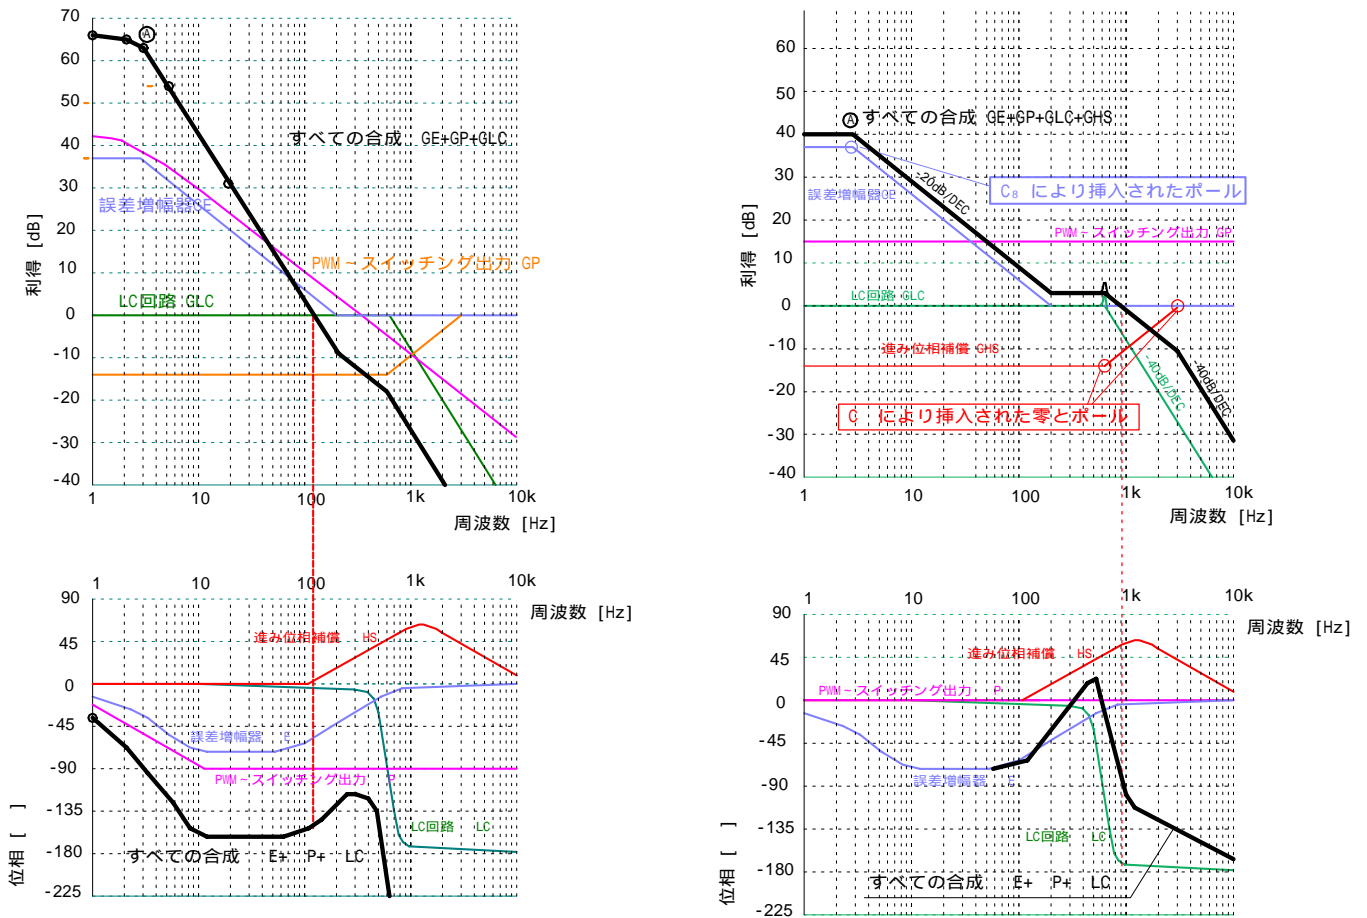 70
60
50
40
30
20
10
0
-10
-20
-30
-40
利得 [dB]
Ⓐ
すべての合成 GE+GP+GLC
誤差増幅器GE
PWM～スイッチング出力 GP
LC回路 GLC
1
10
100
1k
10k
周波数 [Hz]
60
50
40
30
20
10
0
-10
-20
-30
-40
利得 [dB]
Ⓐ
すべての合成 GE+GP+GLC+GHS
-20dB/DEC
C₈ により挿入されたポール
誤差増幅器GE
PWM～スイッチング出力 GP
LC回路 GLC
進み位相補償 GHS
-40dB/DEC
-40dB/DEC
C により挿入された零とポール
1
10
100
1k
10k
周波数 [Hz]
1
10
100
1k
10k
周波数 [Hz]
90
45
0
-45
-90
-135
-180
-225
位相 [ ]
進み位相補償 HS
誤差増幅器 E
PWM～スイッチング出力 P
LC回路 LC
すべての合成 E+ P+ LC
1
10
100
1k
10k
周波数 [Hz]
90
45
0
-45
-90
-135
-180
-225
位相 [ ]
進み位相補償 HS
PWM～スイッチング出力 P
誤差増幅器 E
LC回路 LC
すべての合成 E+ P+ LC